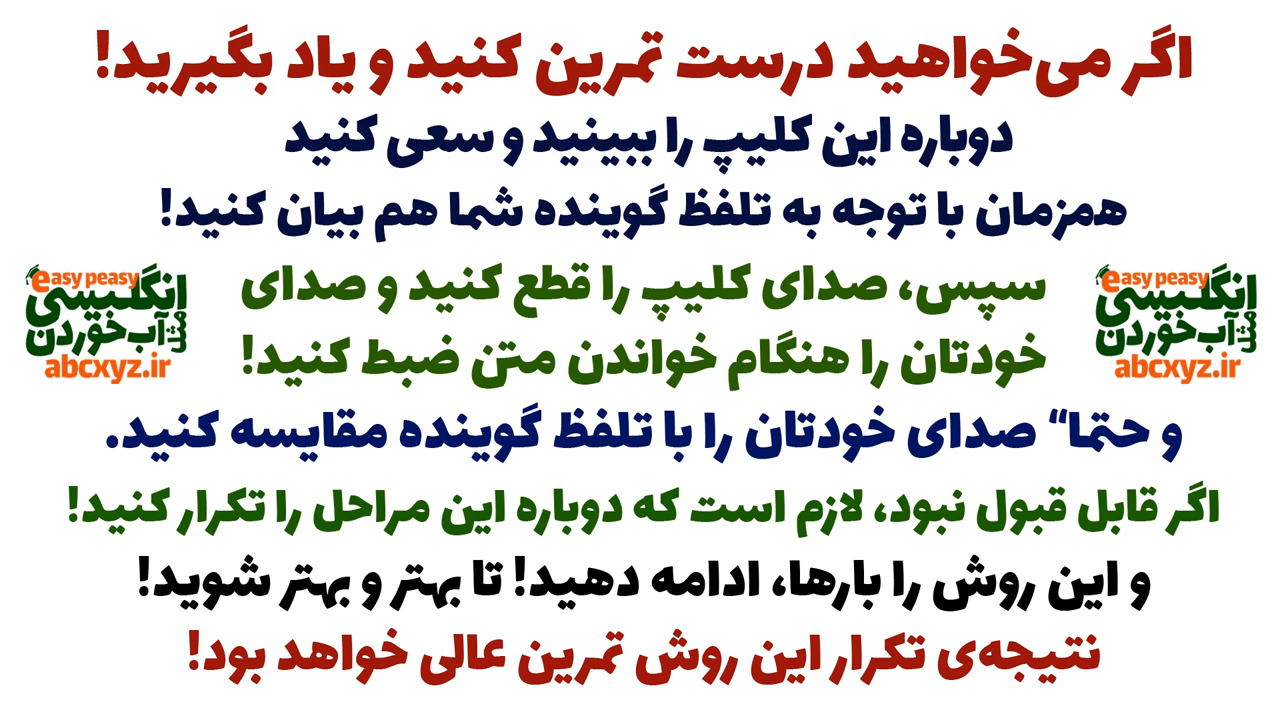 اگر می‌خواهید درست تمرین کنید و یاد بگیرید!
دوباره این کلیپ را ببینید و سعی کنید
همزمان با توجه به تلفظ گوینده شما هم بیان کنید!
سپس، صدای کلیپ را قطع کنید و صدای
خودتان را هنگام خواندن متن ضبط کنید!
و حتما“ صدای خودتان را با تلفظ گوینده مقایسه کنید.
اگر قابل قبول نبود، لازم است که دوباره این مراحل را تکرار کنید!
و این روش را بارها، ادامه دهید! تا بهتر و بهتر شوید!
نتیجه‌ی تکرار این روش تمرین عالی خواهد بود!
easy peasy
انگلیسی
مثل آب خوردن
abcxyz.ir
easy peasy
انگلیسی
مثل آب خوردن
abcxyz.ir